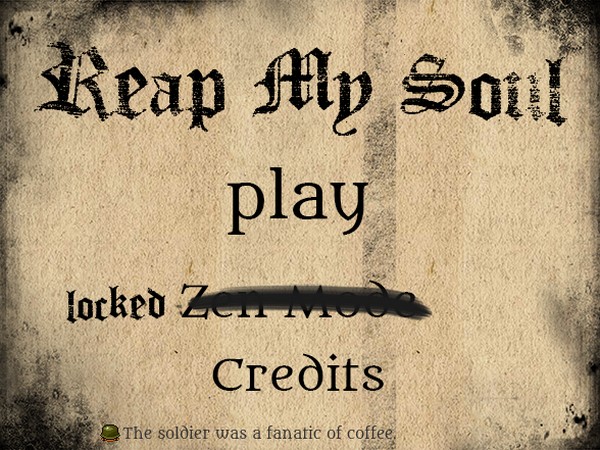 Reap My Soul
play
locked Zen Mode
Credits
The soldier was a fanatic of coffee.